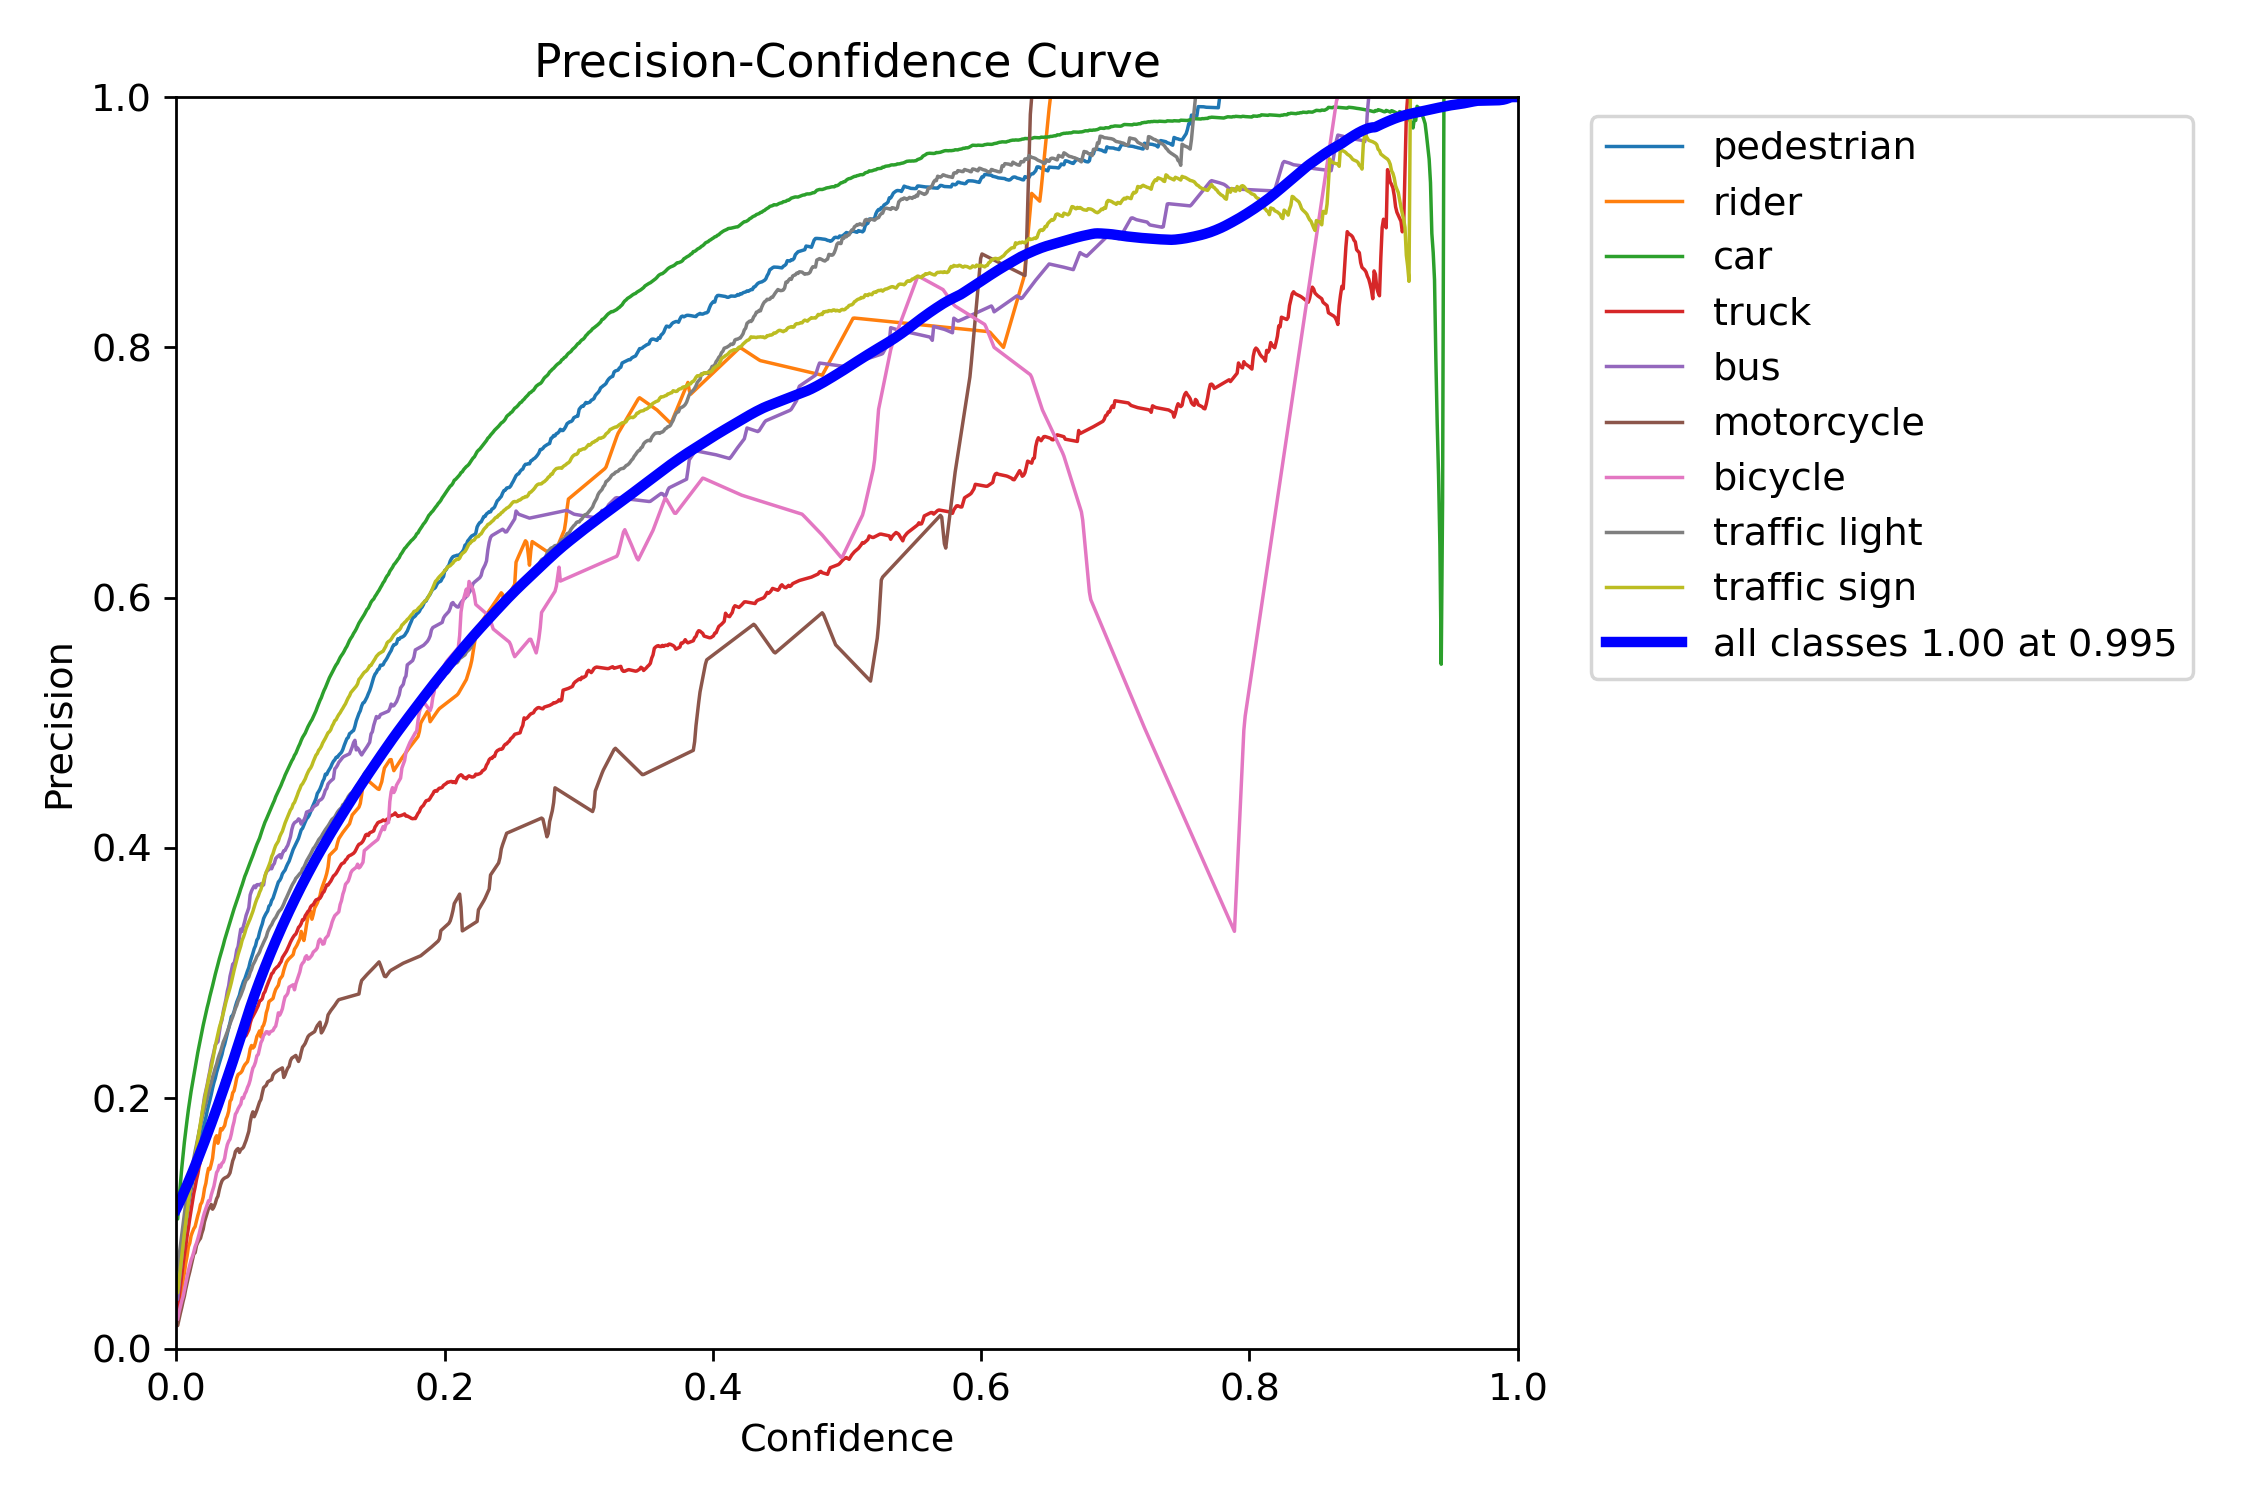 Precision-Confidence Curve
1.0
0.8
0.6
0.4
0.2
0.0
Precision
0.0 0.2 0.4 0.6 0.8 1.0
Confidence
pedestrian
rider
car
truck
bus
motorcycle
bicycle
traffic light
traffic sign
all classes 1.00 at 0.995